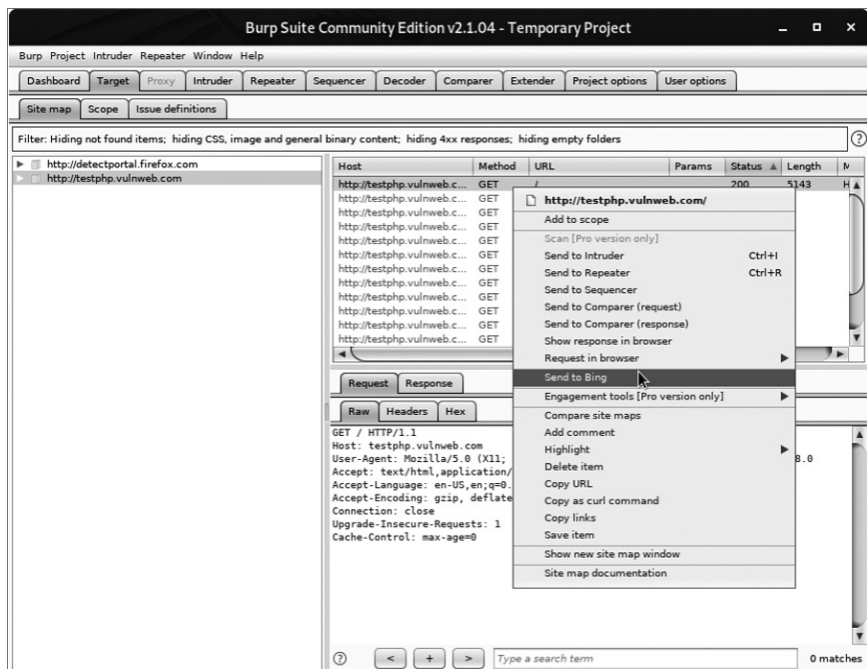 Burp Suite Community Edition v2.1.04 - Temporary Project
Burp Project Intruder Repeater Window Help
Dashboard Target Proxy Intruder Repeater Sequencer Decoder Comparer Extender Project options User options
Site map Scope Issue definitions
Filter: Hiding not found items; hiding CSS, image and general binary content; hiding 4xx responses; hiding empty folders
http://detectportal.firefox.com
http://testphp.vulnweb.com
Host Method URL Params Status Length M
http://testphp.vulnweb.c... GET / 200 5143 H
http://testphp.vulnweb.c... GET
http://testphp.vulnweb.c... GET
http://testphp.vulnweb.c... GET
http://testphp.vulnweb.c... GET
http://testphp.vulnweb.c... GET
http://testphp.vulnweb.c... GET
http://testphp.vulnweb.c... GET
http://testphp.vulnweb.c... GET
http://testphp.vulnweb.c... GET
http://testphp.vulnweb.c... GET
http://testphp.vulnweb.c... GET
http://testphp.vulnweb.com/
Add to scope
Scan [Pro version only]
Send to Intruder Ctrl+I
Send to Repeater Ctrl+R
Send to Sequencer
Send to Comparer (request)
Send to Comparer (response)
Show response in browser
Request in browser
Send to Bing
Engagement tools [Pro version only]
Compare site maps
Add comment
Highlight
Delete item
Copy URL
Copy as curl command
Copy links
Save item
Show new site map window
Site map documentation
Request Response
Raw Headers Hex
GET / HTTP/1.1
Host: testphp.vulnweb.com
User-Agent: Mozilla/5.0 (X11; 8.0
Accept: text/html,application/
Accept-Language: en-US,en;q=0.
Accept-Encoding: gzip, deflate
Connection: close
Upgrade-Insecure-Requests: 1
Cache-Control: max-age=0
? < + > Type a search term 0 matches